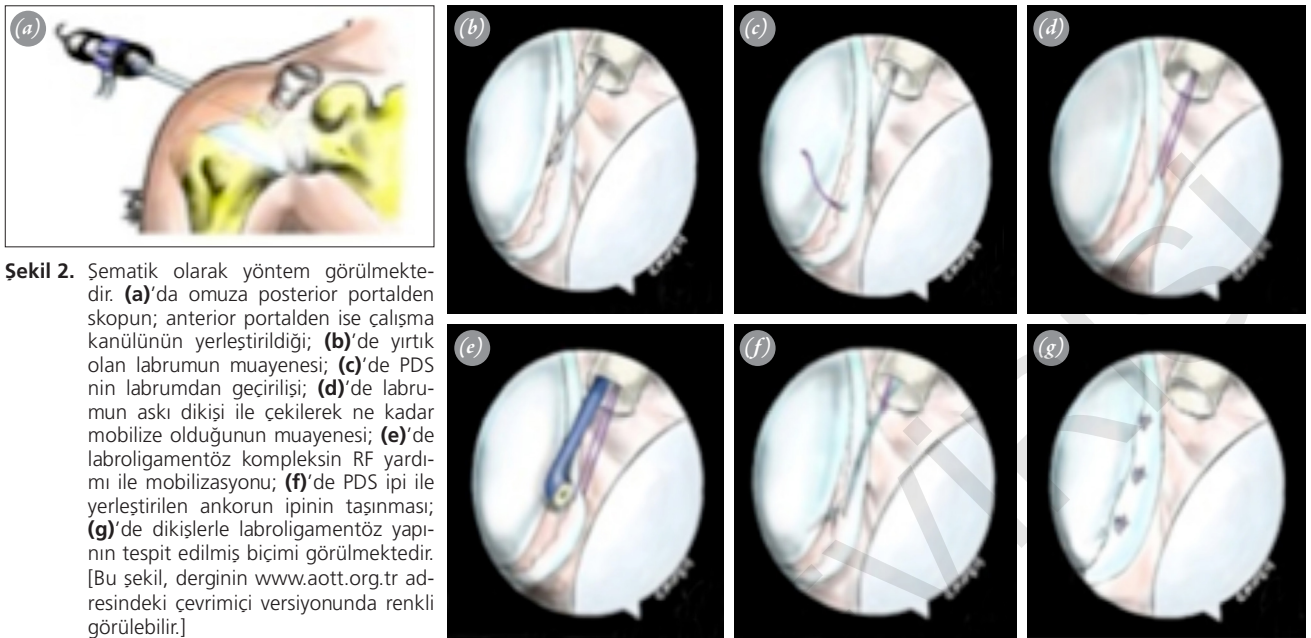 (a)
(b)
(c)
(d)
Şekil 2. Şematik olarak yöntem görülmekte-
dir. (a)'da omuza posterior portalden
skopun; anterior portalden ise çalışma
kanülünün yerleştirildiği; (b)'de yırtık
olan labrumun muayenesi; (c)'de PDS
nin labrumdan geçirilişi; (d)'de labru-
mun askı dikişi ile çekilerek ne kadar
mobilize olduğunun muayenesi; (e)'de
labroligamentöz kompleksin RF yardı-
mı ile mobilizasyonu; (f)'de PDS ipi ile
yerleştirilen ankorun ipinin taşınması;
(g)'de dikişlerle labroligamentöz yapı-
nın tespit edilmiş biçimi görülmektedir.
[Bu şekil, derginin www.aott.org.tr ad-
resindeki çevrimiçi versiyonunda renkli
görülebilir.]
(e)
(f)
(g)